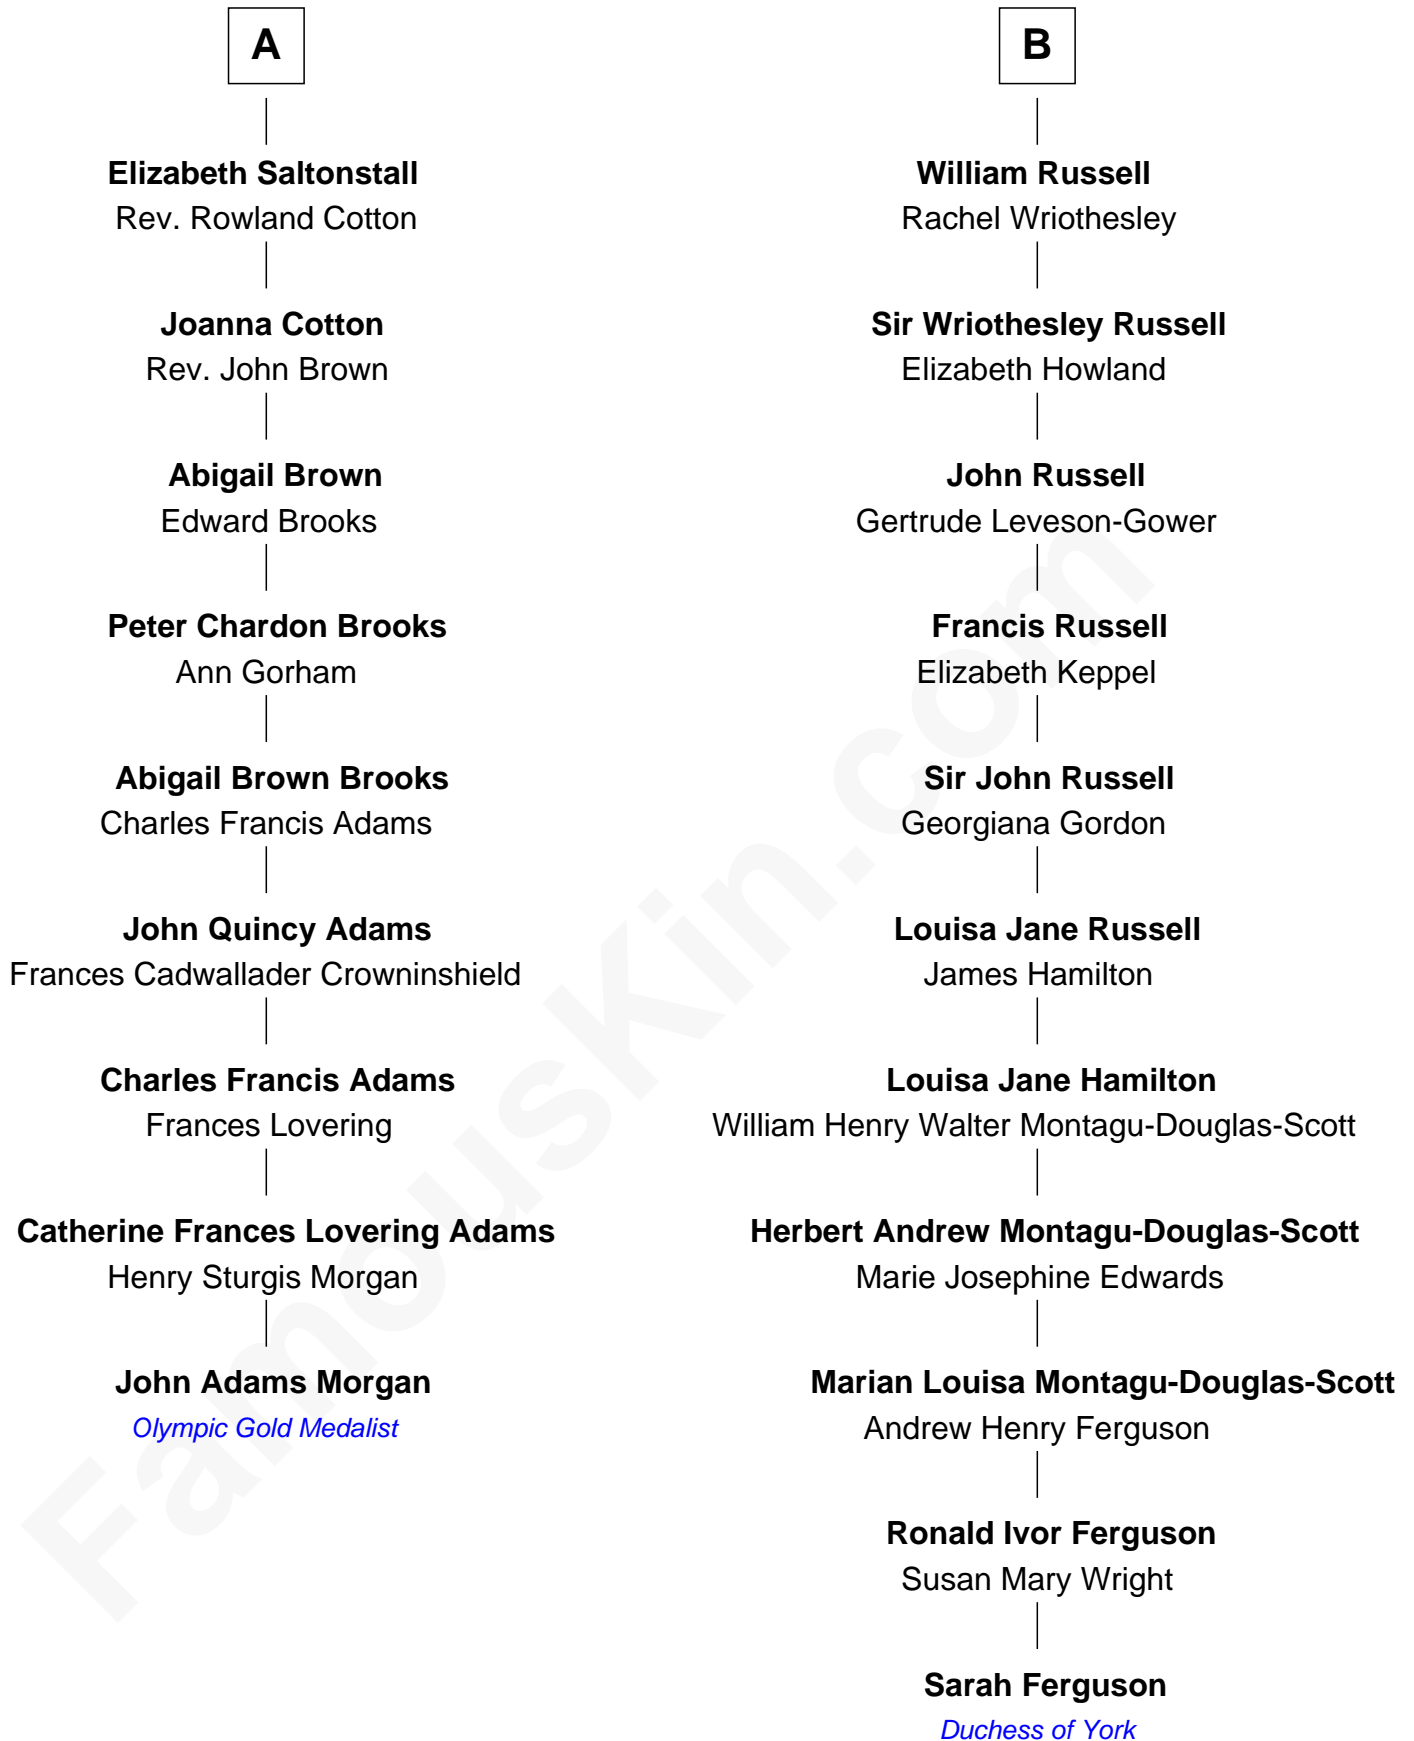 A
Elizabeth Saltonstall
Rev. Rowland Cotton
Joanna Cotton
Rev. John Brown
Abigail Brown
Edward Brooks
Peter Chardon Brooks
Ann Gorham
Abigail Brown Brooks
Charles Francis Adams
John Quincy Adams
Frances Cadwallader Crowninshield
Charles Francis Adams
Frances Lovering
Catherine Frances Lovering Adams
Henry Sturgis Morgan
John Adams Morgan
Olympic Gold Medalist
B
William Russell
Rachel Wriothesley
Sir Wriothesley Russell
Elizabeth Howland
John Russell
Gertrude Leveson-Gower
Francis Russell
Elizabeth Keppel
Sir John Russell
Georgiana Gordon
Louisa Jane Russell
James Hamilton
Louisa Jane Hamilton
William Henry Walter Montagu-Douglas-Scott
Herbert Andrew Montagu-Douglas-Scott
Marie Josephine Edwards
Marian Louisa Montagu-Douglas-Scott
Andrew Henry Ferguson
Ronald Ivor Ferguson
Susan Mary Wright
Sarah Ferguson
Duchess of York
FamousKin.com